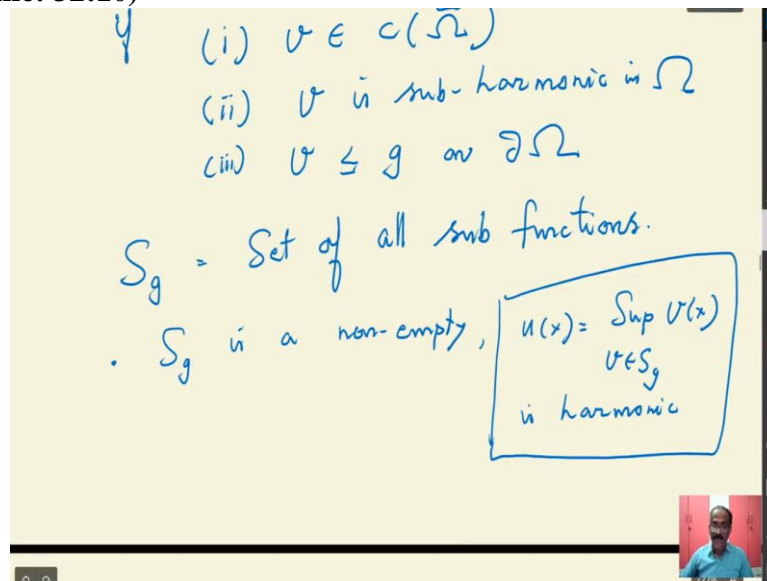 if (i) v ∈ C(Ω̄)
(ii) v is sub-harmonic in Ω
(iii) v ≤ g on ∂Ω
S_g = Set of all sub functions.
. S_g is a non-empty, u(x) = Sup v(x)
v∈S_g
is harmonic